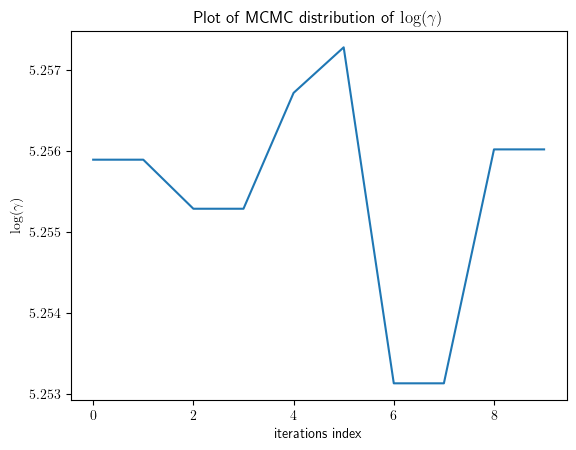 Plot of MCMC distribution of log(γ)
5.257
5.256
5.255
5.254
5.253
log(γ)
0 2 4 6 8
iterations index